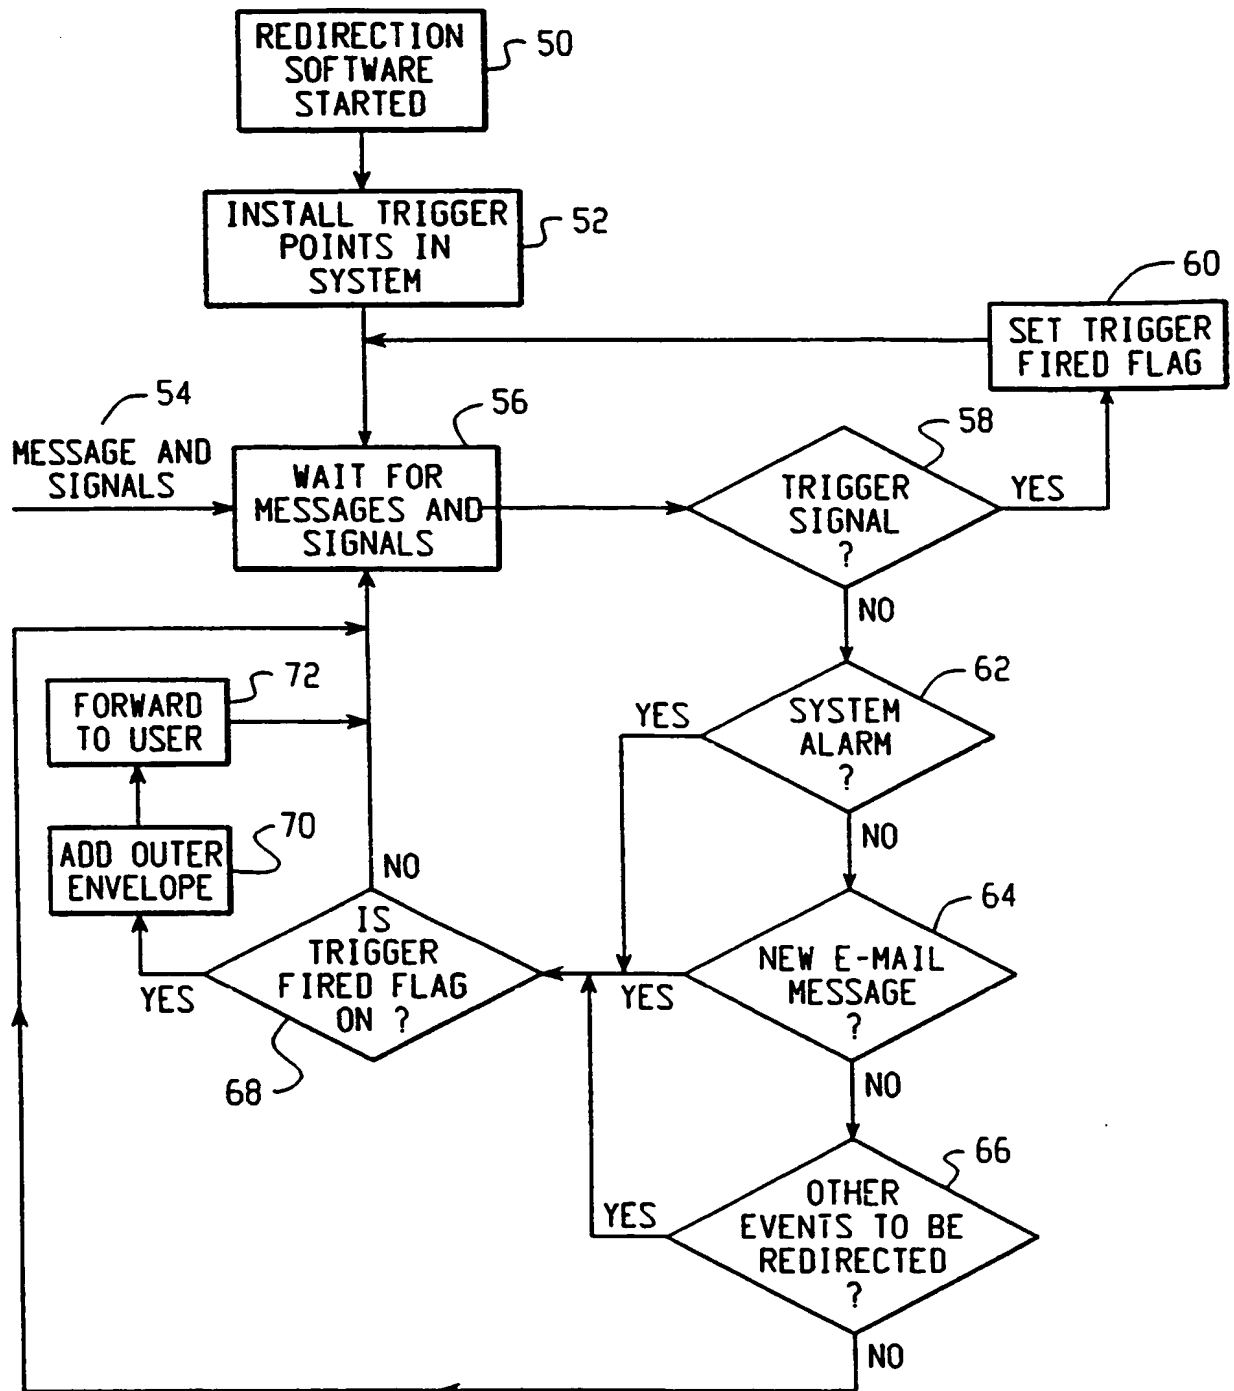 REDIRECTION
SOFTWARE
STARTED
50
INSTALL TRIGGER
POINTS IN
SYSTEM
52
60
SET TRIGGER
FIRED FLAG
54
MESSAGE AND
SIGNALS
56
WAIT FOR
MESSAGES AND
SIGNALS
58
TRIGGER
SIGNAL
?
YES
NO
62
SYSTEM
ALARM
?
YES
NO
72
FORWARD
TO USER
70
ADD OUTER
ENVELOPE
NO
IS
TRIGGER
FIRED FLAG
ON ?
YES
68
64
NEW E-MAIL
MESSAGE
?
YES
NO
66
OTHER
EVENTS TO BE
REDIRECTED
?
YES
NO